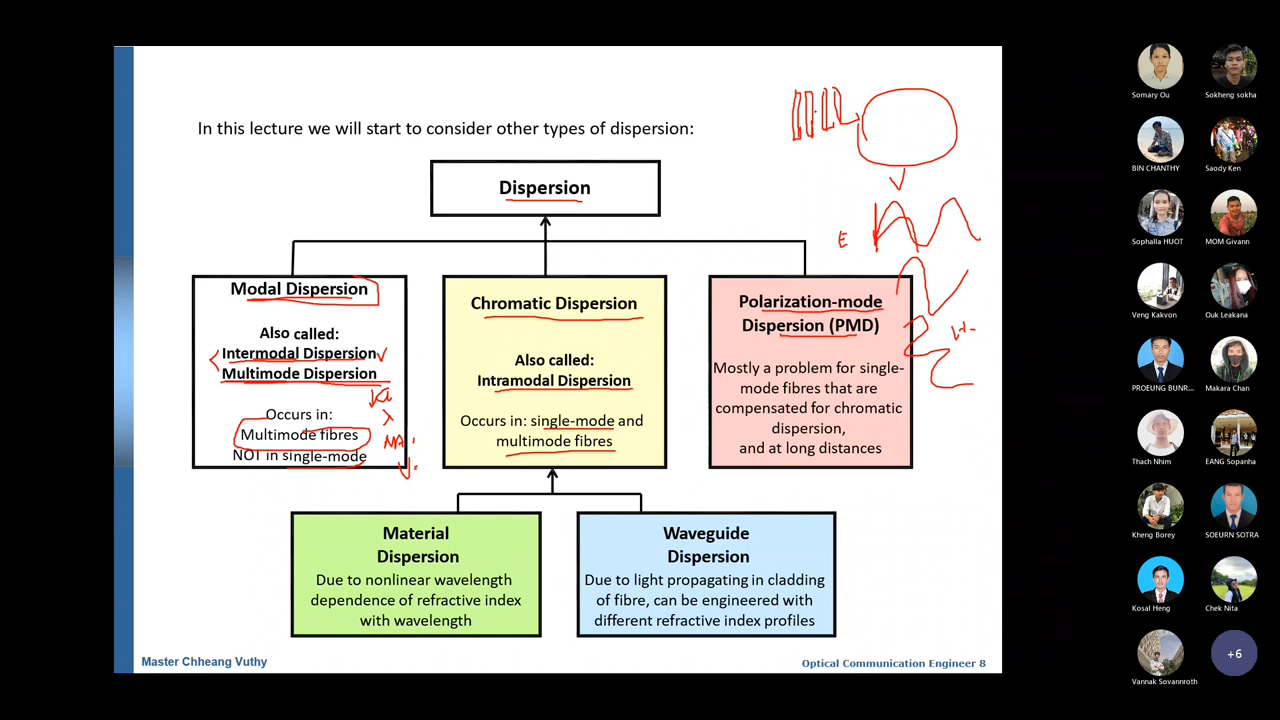 In this lecture we will start to consider other types of dispersion:
Dispersion
Modal Dispersion
Also called:
Intermodal Dispersion
Multimode Dispersion
Occurs in:
Multimode fibres
NOT in single-mode
Chromatic Dispersion
Also called:
Intramodal Dispersion
Occurs in: single-mode and
multimode fibres
Polarization-mode
Dispersion (PMD)
Mostly a problem for single-
mode fibres that are
compensated for chromatic
dispersion,
and at long distances
E
λ
Material
Dispersion
Due to nonlinear wavelength
dependence of refractive index
with wavelength
Waveguide
Dispersion
Due to light propagating in cladding
of fibre, can be engineered with
different refractive index profiles
Master Chheang Vuthy
Optical Communication Engineer 8
Somary Ou
Sokheng sokha
BIN CHANTHY
Saody Ken
Sophalla HUOT
MOM Givann
Veng Kakvon
Ouk Leakana
PROEUNG BUNR...
Makara Chan
Thach Nhim
EANG Sopanha
Kheng Borey
SOEURN SOTRA
Kosal Heng
Chek Nita
Vannak Sovannroth
+6